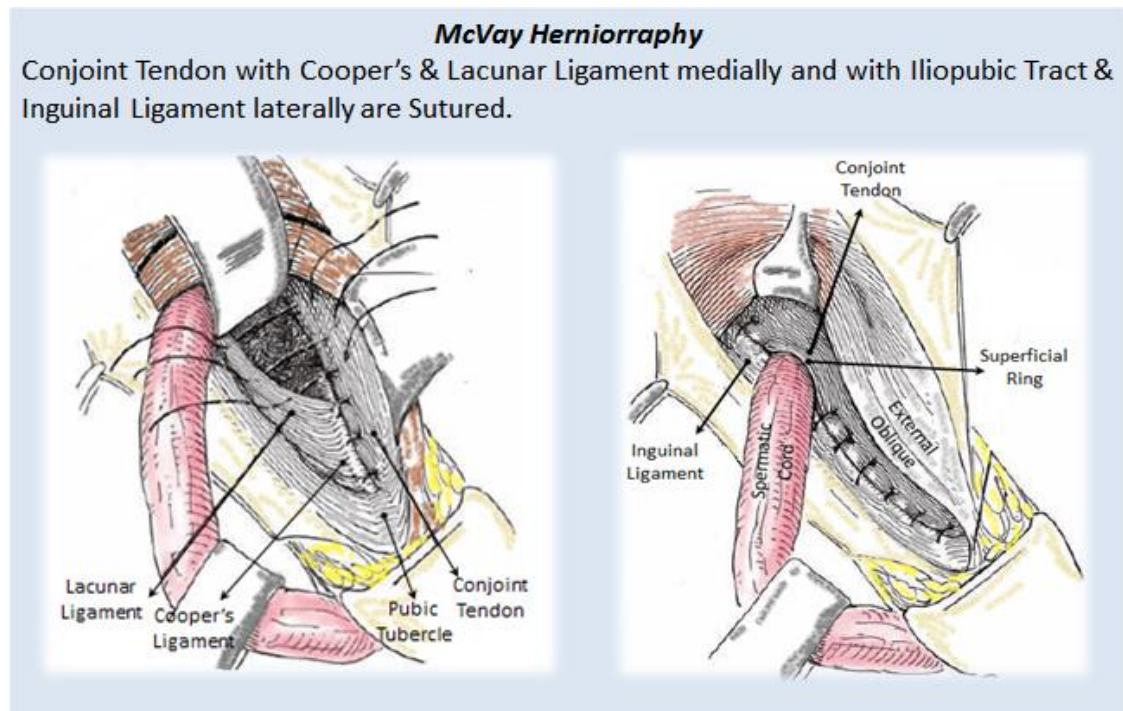 McVay Herniorraphy
Conjoint Tendon with Cooper's & Lacunar Ligament medially and with Iliopubic Tract &
Inguinal Ligament laterally are Sutured.
Lacunar
Ligament
Cooper's
Ligament
Pubic
Tubercle
Conjoint
Tendon
Conjoint
Tendon
Superficial
Ring
Inguinal
Ligament
Spermatic
Cord
External
Oblique